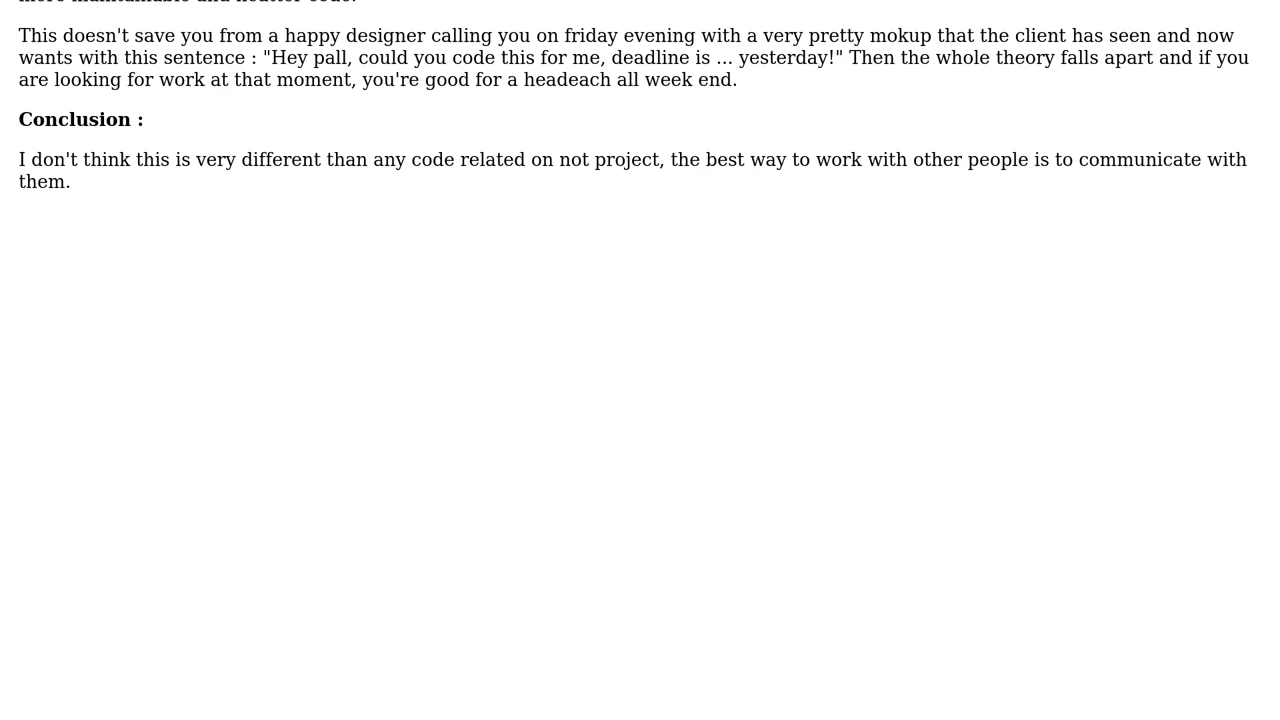 This doesn't save you from a happy designer calling you on friday evening with a very pretty mokup that the client has seen and now
wants with this sentence : "Hey pall, could you code this for me, deadline is ... yesterday!" Then the whole theory falls apart and if you
are looking for work at that moment, you're good for a headeach all week end.
Conclusion :
I don't think this is very different than any code related on not project, the best way to work with other people is to communicate with
them.